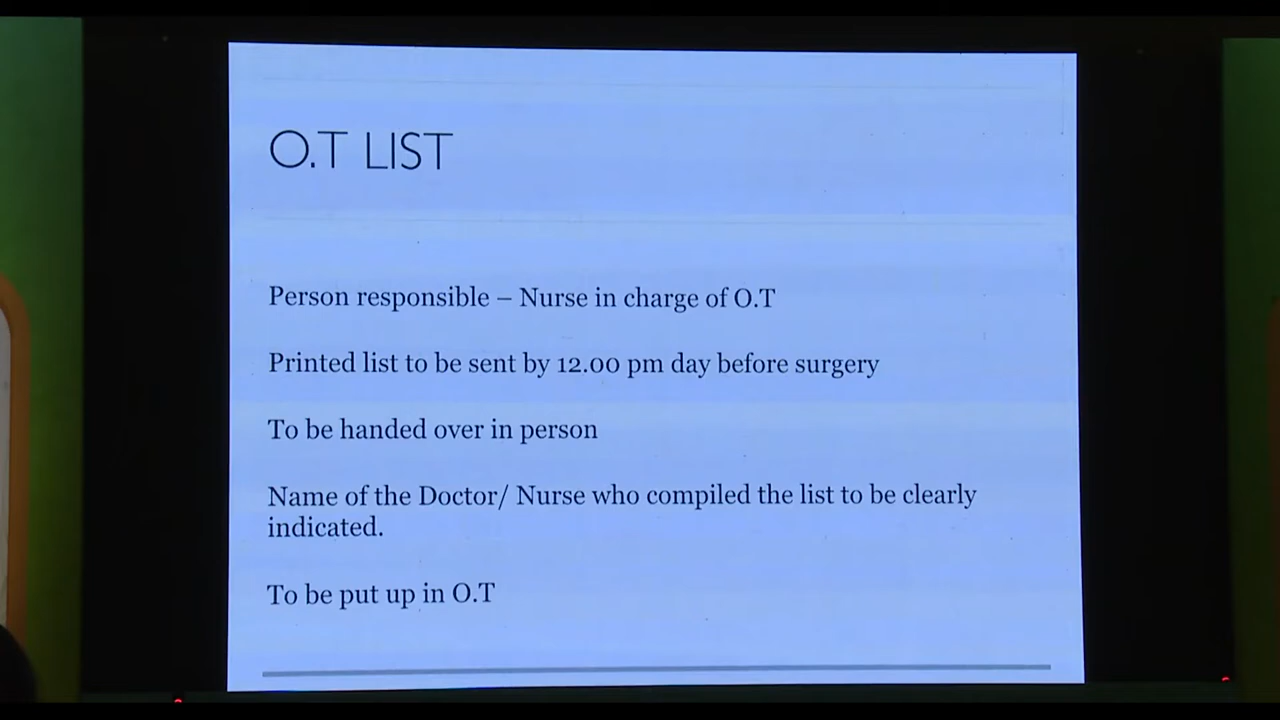 O.T LIST
Person responsible – Nurse in charge of O.T
Printed list to be sent by 12.00 pm day before surgery
To be handed over in person
Name of the Doctor/ Nurse who compiled the list to be clearly
indicated.
To be put up in O.T